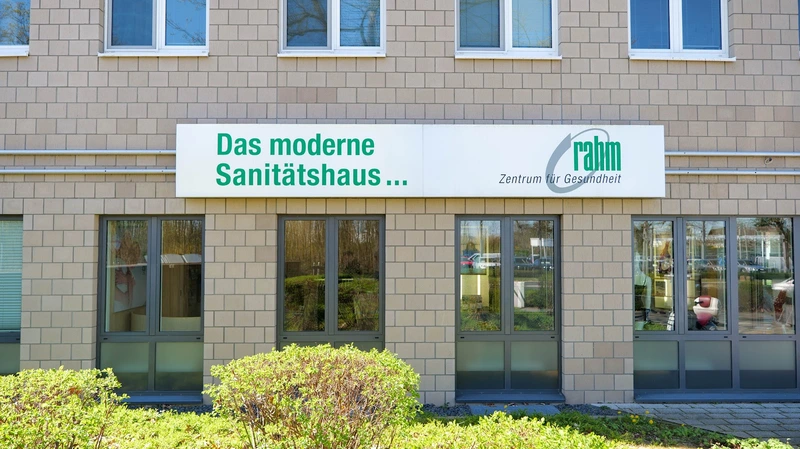 Das moderne
Sanitätshaus...
rahm
Zentrum für Gesundheit